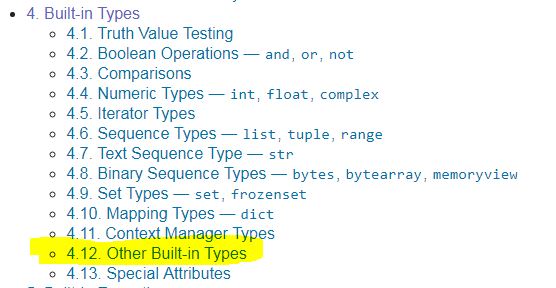 4. Built-in Types
4.1. Truth Value Testing
4.2. Boolean Operations — and, or, not
4.3. Comparisons
4.4. Numeric Types — int, float, complex
4.5. Iterator Types
4.6. Sequence Types — list, tuple, range
4.7. Text Sequence Type — str
4.8. Binary Sequence Types — bytes, bytearray, memoryview
4.9. Set Types — set, frozenset
4.10. Mapping Types — dict
4.11. Context Manager Types
4.12. Other Built-in Types
4.13. Special Attributes